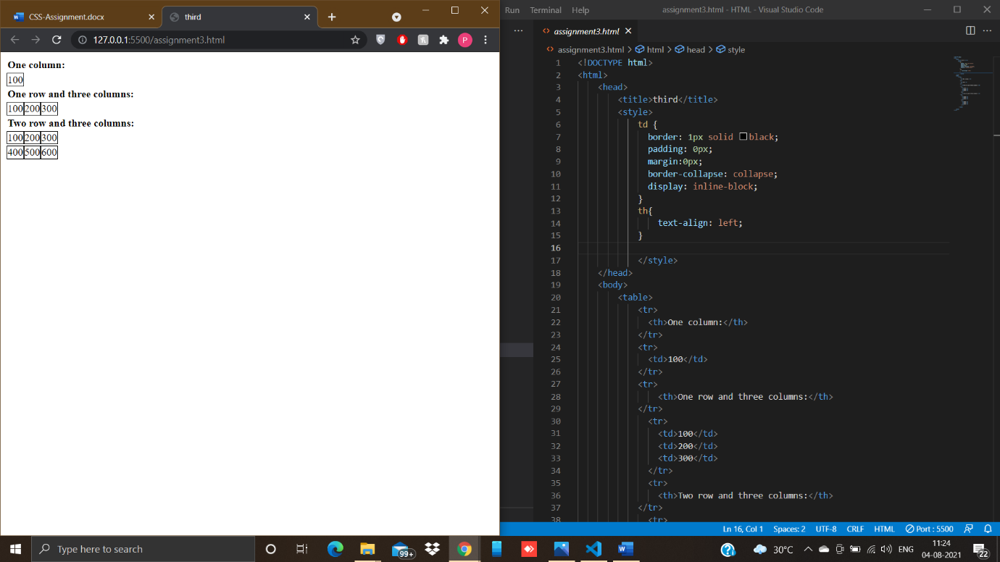 CSS-Assignment.docx
third
127.0.0.1:5500/assignment3.html
P
One column:
100
One row and three columns:
100 200 300
Two row and three columns:
100 200 300
400 500 600
Run Terminal Help
assignment3.html - HTML - Visual Studio Code
... assignment3.html
assignment3.html > html > head > style
1 <!DOCTYPE html>
2 <html>
3 <head>
4 <title>third</title>
5 <style>
6 td {
7 border: 1px solid black;
8 padding: 0px;
9 margin:0px;
10 border-collapse: collapse;
11 display: inline-block;
12 }
13 th{
14 text-align: left;
15 }
16
17 </style>
18 </head>
19 <body>
20 <table>
21 <tr>
22 <th>One column:</th>
23 </tr>
24 <tr>
25 <td>100</td>
26 </tr>
27 <tr>
28 <th>One row and three columns:</th>
29 </tr>
30 <tr>
31 <td>100</td>
32 <td>200</td>
33 <td>300</td>
34 </tr>
35 <tr>
36 <th>Two row and three columns:</th>
37 </tr>
38 <tr>
Ln 16, Col 1 Spaces: 2 UTF-8 CRLF HTML Port : 5500
Type here to search
99+
30°C
ENG
11:24
04-08-2021
22